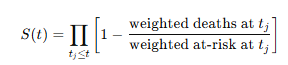 S(t) = ∏_{t_j≤t} [1 − weighted deaths at t_j / weighted at-risk at t_j]